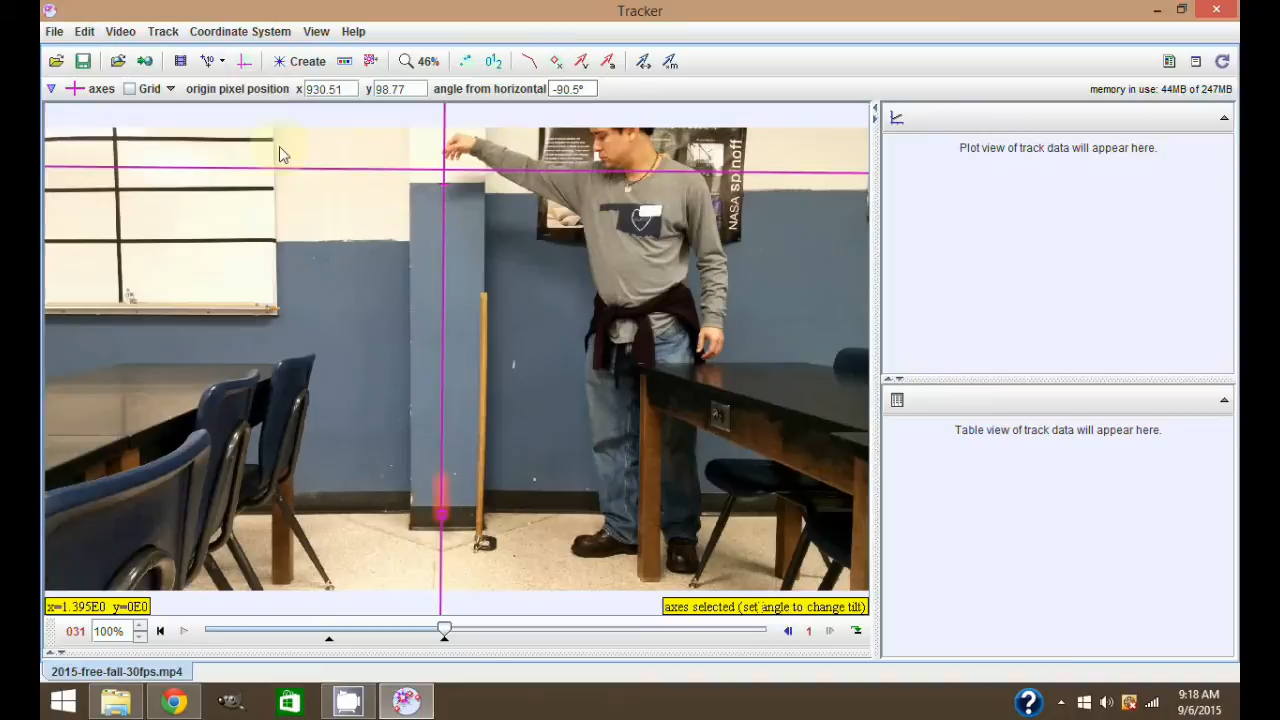 Tracker
File Edit Video Track Coordinate System View Help
Create 46%
axes Grid origin pixel position x 930.51 y 98.77 angle from horizontal -90.5° memory in use: 44MB of 247MB
Plot view of track data will appear here.
NASA spinoff
Table view of track data will appear here.
x=1.395E0 y=0E0
axes selected (set angle to change tilt)
031 100% 1
2015-free-fall-30fps.mp4
9:18 AM
9/6/2015